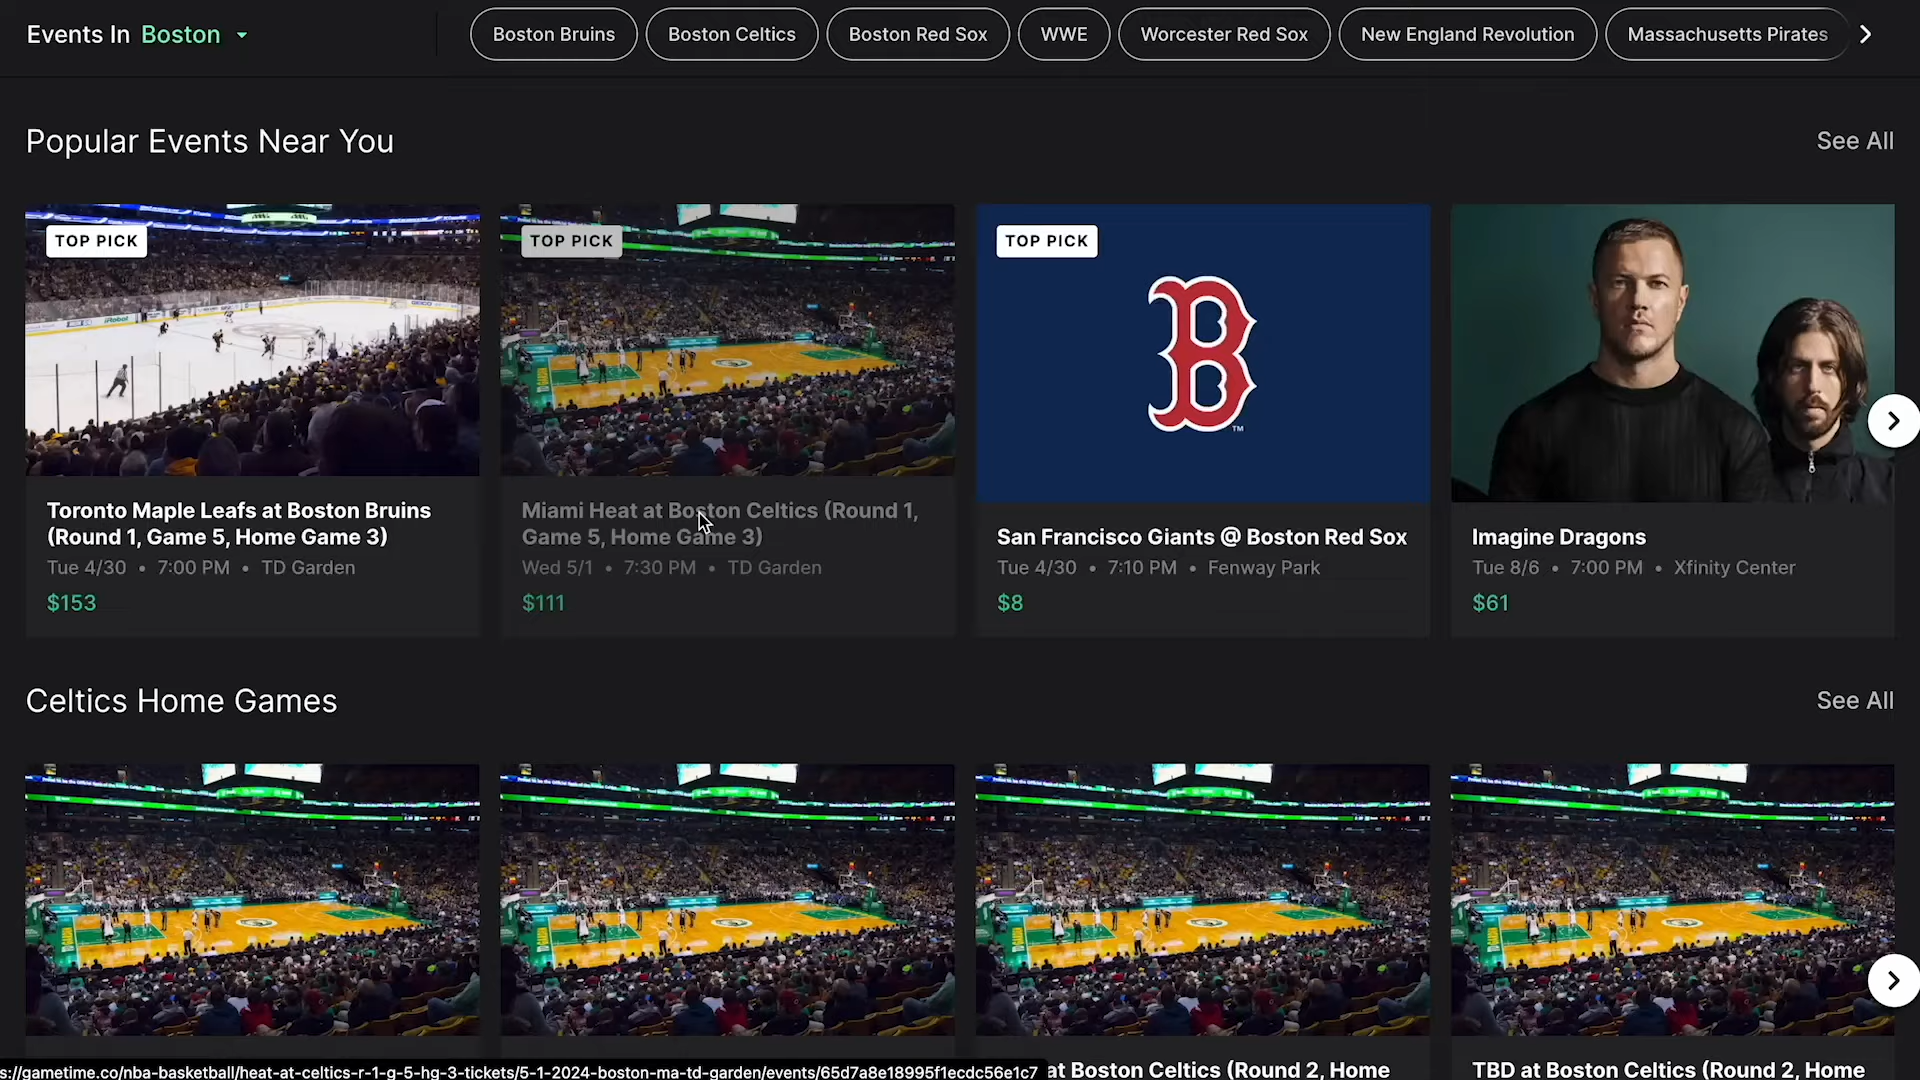 Events In Boston
Boston Bruins
Boston Celtics
Boston Red Sox
WWE
Worcester Red Sox
New England Revolution
Massachusetts Pirates
Popular Events Near You
See All
TOP PICK
Toronto Maple Leafs at Boston Bruins
(Round 1, Game 5, Home Game 3)
Tue 4/30 • 7:00 PM • TD Garden
$153
TOP PICK
Miami Heat at Boston Celtics (Round 1,
Game 5, Home Game 3)
Wed 5/1 • 7:30 PM • TD Garden
$111
TOP PICK
B
TM
San Francisco Giants @ Boston Red Sox
Tue 4/30 • 7:10 PM • Fenway Park
$8
Imagine Dragons
Tue 8/6 • 7:00 PM • Xfinity Center
$61
Celtics Home Games
See All
at Boston Celtics (Round 2, Home
TBD at Boston Celtics (Round 2, Home
s://gametime.co/nba-basketball/heat-at-celtics-r-1-g-5-hg-3-tickets/5-1-2024-boston-ma-td-garden/events/65d7a8e18995f1ecdc56e1c7